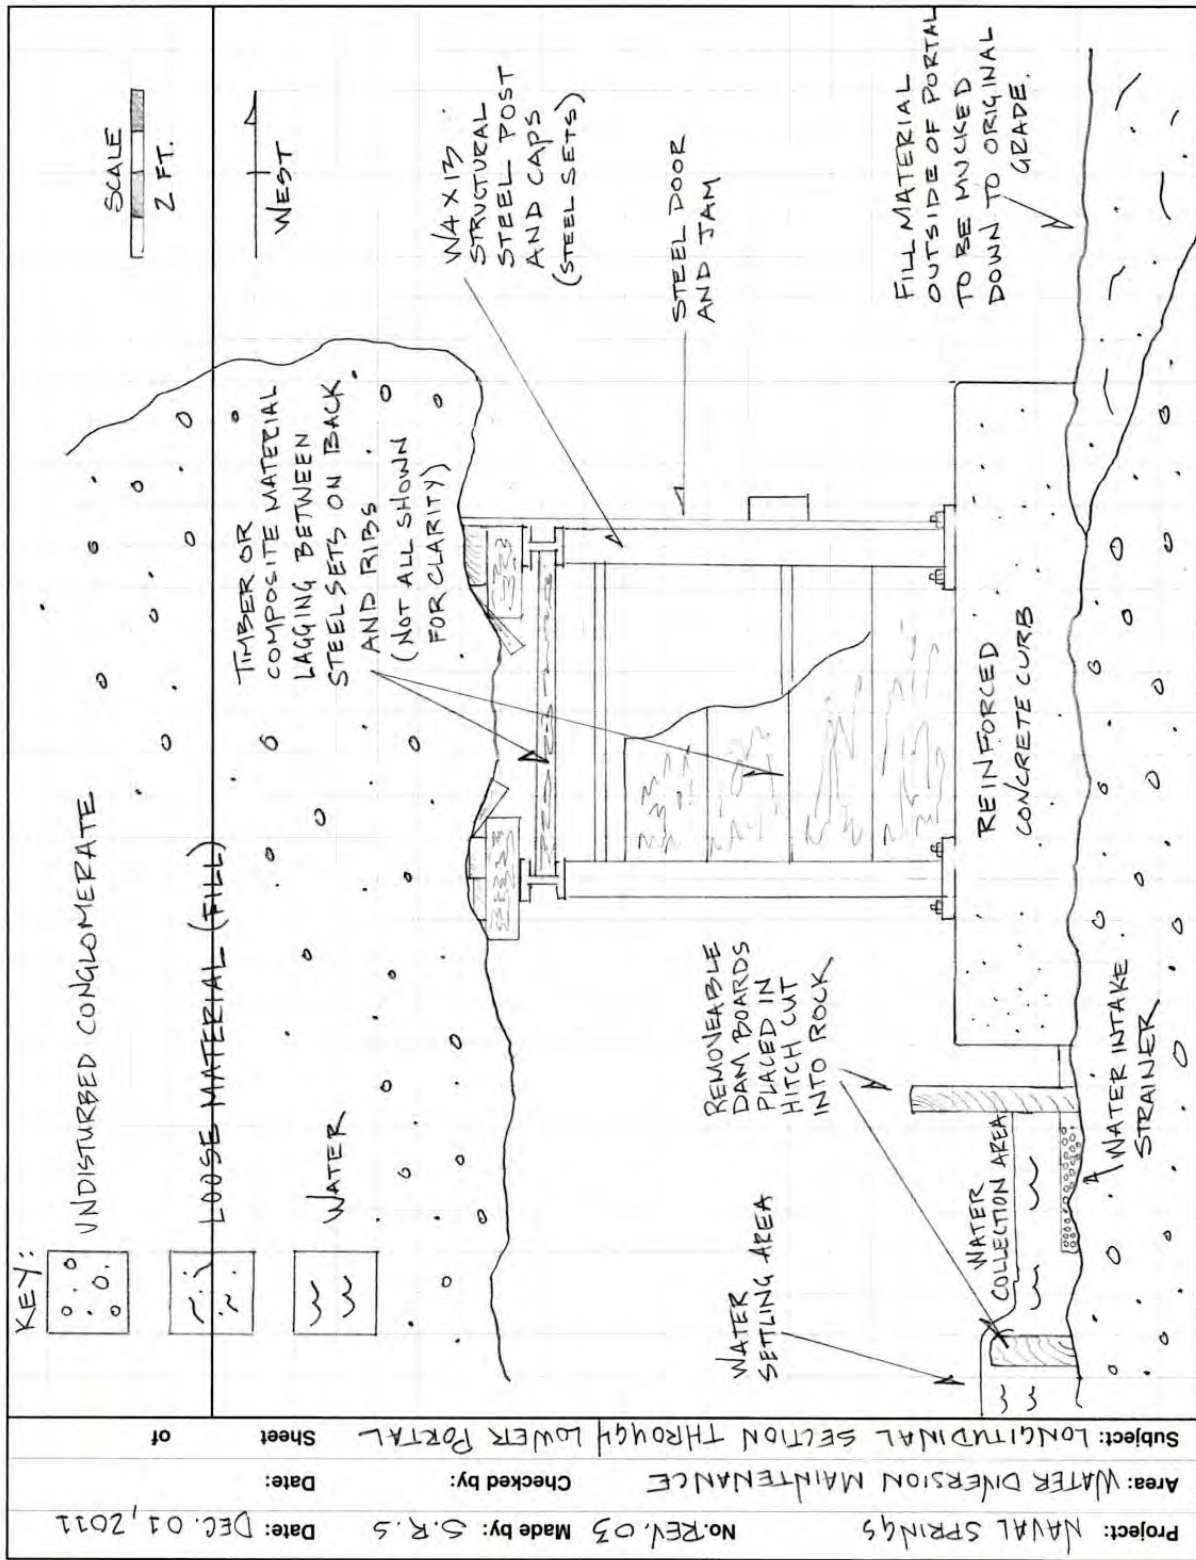 Project: NAVAL SPRINGS No: REV. 03 Made by: S.R.S Date: DEC. 01, 2011
Area: WATER DIVERSION MAINTENANCE Checked by: Date:
Subject: LONGITUDINAL SECTION THROUGH LOWER PORTAL Sheet of
KEY:
UNDISTURBED CONGLOMERATE
LOOSE MATERIAL (FILL)
WATER
SCALE
2 FT.
WEST
TIMBER OR
COMPOSITE MATERIAL
LAGGING BETWEEN
STEEL SETS ON BACK
AND RIBS
(NOT ALL SHOWN
FOR CLARITY)
W4 X 13
STRUCTURAL
STEEL POST
AND CAPS
(STEEL SETS)
STEEL DOOR
AND JAM
REMOVEABLE
DAM BOARDS
PLACED IN
HITCH CUT
INTO ROCK
WATER
SETTLING AREA
WATER
COLLECTION AREA
REINFORCED
CONCRETE CURB
FILL MATERIAL
OUTSIDE OF PORTAL
TO BE MUCKED
DOWN TO ORIGINAL
GRADE.
WATER INTAKE
STRAINER